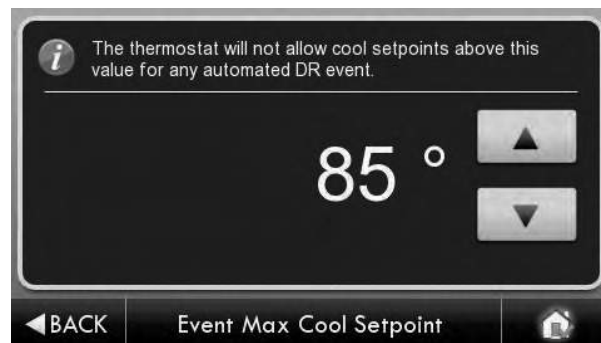 The thermostat will not allow cool setpoints above this
value for any automated DR event.
85 °
BACK
Event Max Cool Setpoint